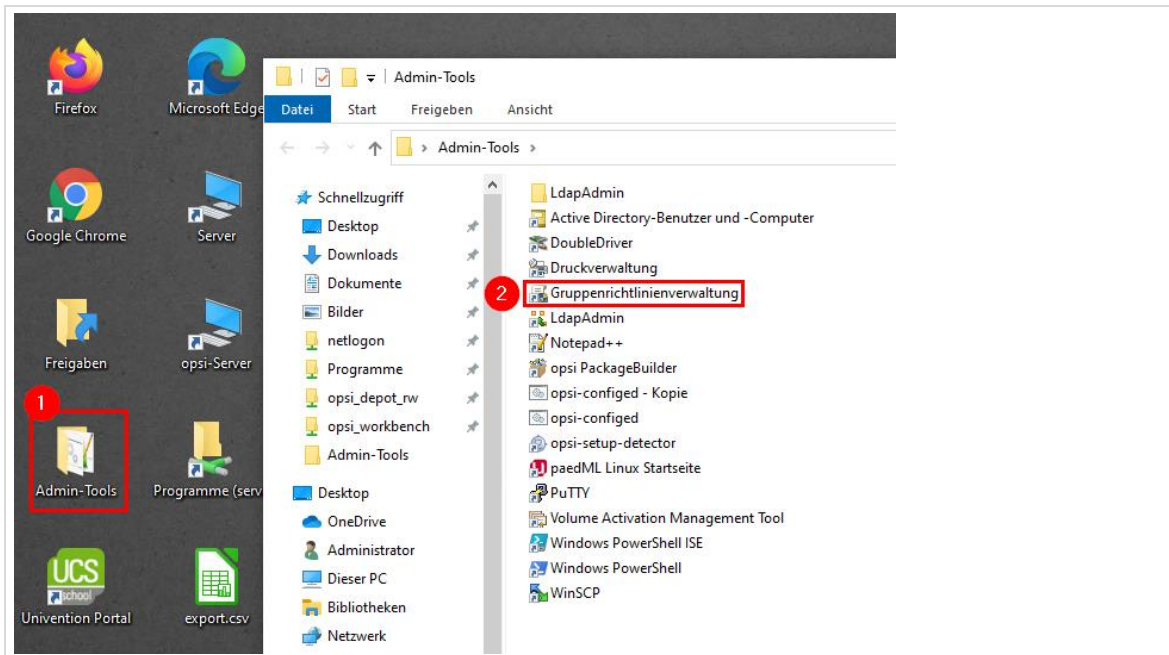 Firefox
Microsoft Edge
Google Chrome
Server
Freigaben
opsi-Server
1
Admin-Tools
Programme (serv
UCS
@school
Univention Portal
export.csv
Admin-Tools
Datei Start Freigeben Ansicht
Admin-Tools
Schnellzugriff
Desktop
Downloads
Dokumente
Bilder
netlogon
Programme
opsi_depot_rw
opsi_workbench
Admin-Tools
Desktop
OneDrive
Administrator
Dieser PC
Bibliotheken
Netzwerk
LdapAdmin
Active Directory-Benutzer und -Computer
DoubleDriver
Druckverwaltung
2
Gruppenrichtlinienverwaltung
LdapAdmin
Notepad++
opsi PackageBuilder
opsi-configed - Kopie
opsi-configed
opsi-setup-detector
paedML Linux Startseite
PuTTY
Volume Activation Management Tool
Windows PowerShell ISE
Windows PowerShell
WinSCP